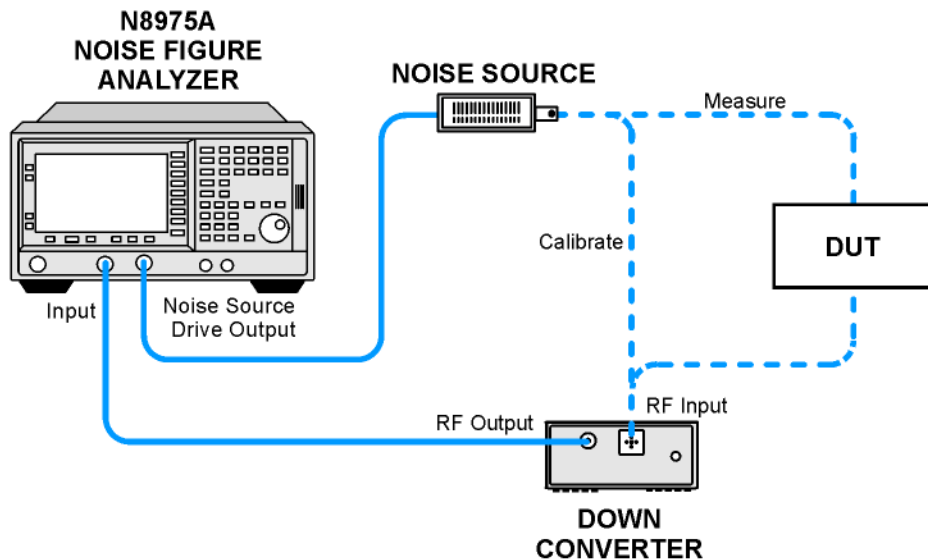 N8975A
NOISE FIGURE
ANALYZER
NOISE SOURCE
Measure
Calibrate
DUT
Input
Noise Source
Drive Output
RF Output
RF Input
DOWN
CONVERTER